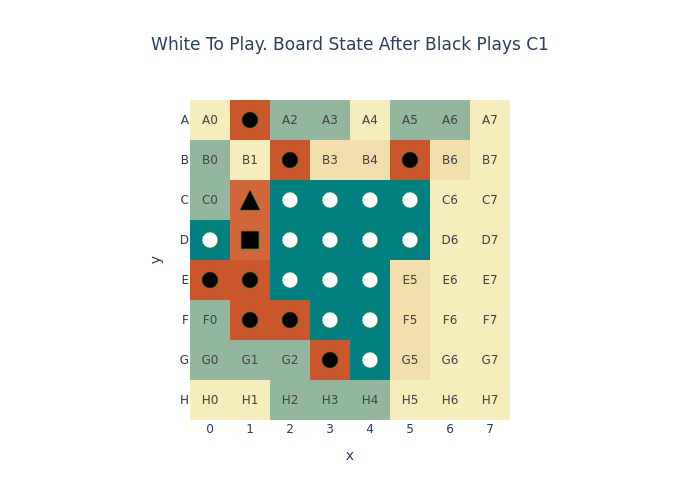 White To Play. Board State After Black Plays C1
A A0 A2 A3 A4 A5 A6 A7
B B0 B1 B3 B4 B6 B7
C C0 C6 C7
D D6 D7
y
E E5 E6 E7
F F0 F5 F6 F7
G G0 G1 G2 G5 G6 G7
H H0 H1 H2 H3 H4 H5 H6 H7
0 1 2 3 4 5 6 7
x